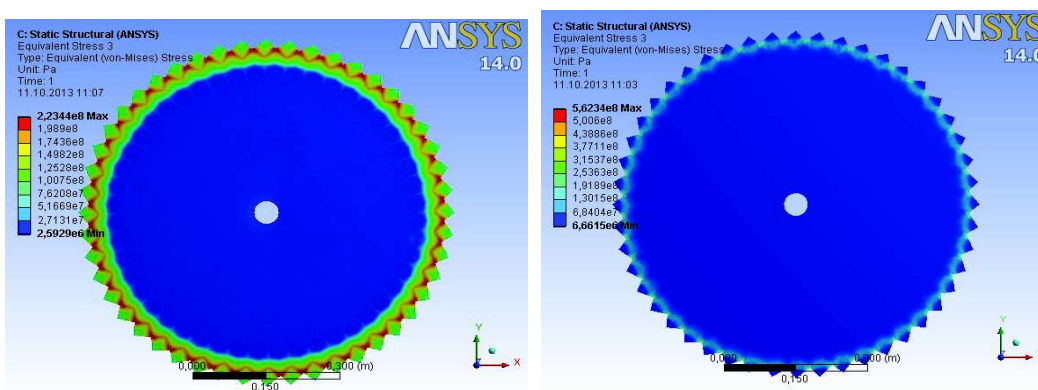 C: Static Structural (ANSYS)
Equivalent Stress 3
Type: Equivalent (von-Mises) Stress
Unit: Pa
Time: 1
11.10.2013 11:07
ANSYS
14.0
2,2344e8 Max
1,989e8
1,7436e8
1,4982e8
1,2528e8
1,0075e8
7,6208e7
5,1669e7
2,7131e7
2,5929e6 Min
0,000
0,300 (m)
0,150
Y
X
C: Static Structural (ANSYS)
Equivalent Stress 3
Type: Equivalent (von-Mises) Stress
Unit: Pa
Time: 1
11.10.2013 11:03
ANSYS
14.0
5,6234e8 Max
5,006e8
4,3886e8
3,7711e8
3,1537e8
2,5363e8
1,9189e8
1,3015e8
6,8404e7
6,6615e6 Min
0,000
0,300 (m)
0,150
Y
X